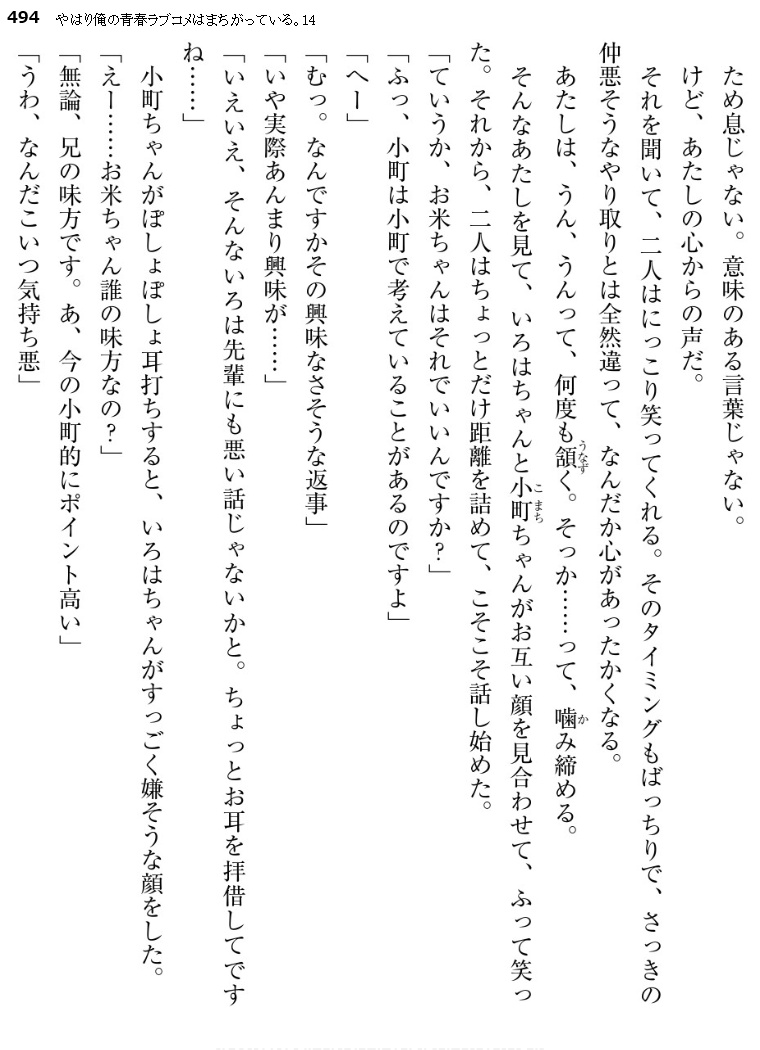 494 やはり俺の青春ラブコメはまちがっている。14
ため息じゃない。意味のある言葉じゃない。
けど、あたしの心からの声だ。
それを聞いて、二人はにっこり笑ってくれる。そのタイミングもばっちりで、さっきの
仲悪そうなやり取りとは全然違って、なんだか心があったかくなる。
あたしは、うん、うんって、何度も頷く。そっか……って、噛み締める。
そんなあたしを見て、いろはちゃんと小町ちゃんがお互い顔を見合わせて、ふって笑っ
た。それから、二人はちょっとだけ距離を詰めて、こそこそ話し始めた。
「ていうか、お米ちゃんはそれでいいんですか?」
「ふっ、小町は小町で考えていることがあるのですよ」
「へー」
「むっ。なんですかその興味なさそうな返事」
「いや実際あんまり興味が……」
「いえいえ、そんないろは先輩にも悪い話じゃないかと。ちょっとお耳を拝借してです
ね……」
小町ちゃんがぽしょぽしょ耳打ちすると、いろはちゃんがすっごく嫌そうな顔をした。
「えー……お米ちゃん誰の味方なの?」
「無論、兄の味方です。あ、今の小町的にポイント高い」
「うわ、なんだこいつ気持ち悪」